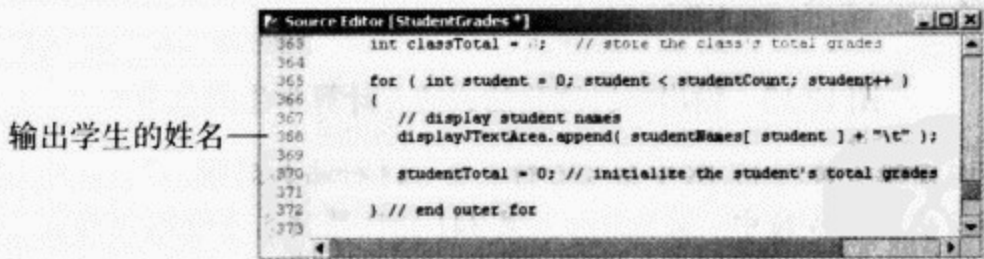 Source Editor [StudentGrades *]
363 int classTotal = 0; // store the class's total grades
364
365 for ( int student = 0; student < studentCount; student++ )
366 {
367 // display student names
输出学生的姓名 368 displayJTextArea.append( studentNames[ student ] + "\t" );
369
370 studentTotal = 0; // initialize the student's total grades
371
372 } // end outer for
373